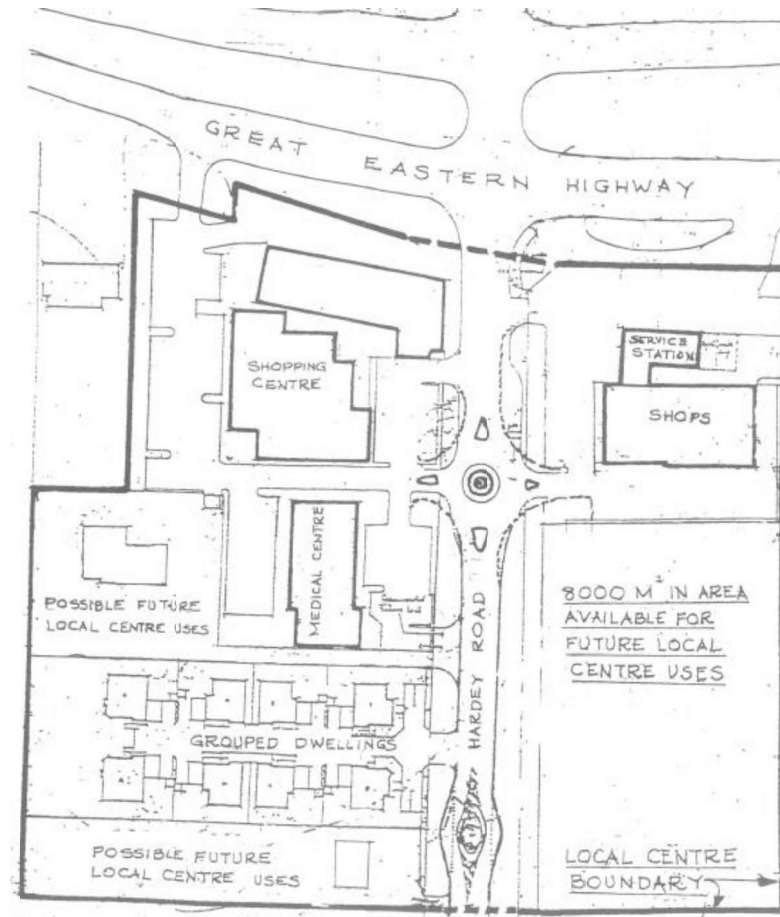 GREAT EASTERN HIGHWAY
SERVICE
STATION
SHOPPING
CENTRE
SHOPS
MEDICAL CENTRE
HARDEY ROAD
8000 M² IN AREA
AVAILABLE FOR
FUTURE LOCAL
CENTRE USES
POSSIBLE FUTURE
LOCAL CENTRE USES
GROUPED DWELLINGS
POSSIBLE FUTURE
LOCAL CENTRE USES
LOCAL CENTRE
BOUNDARY